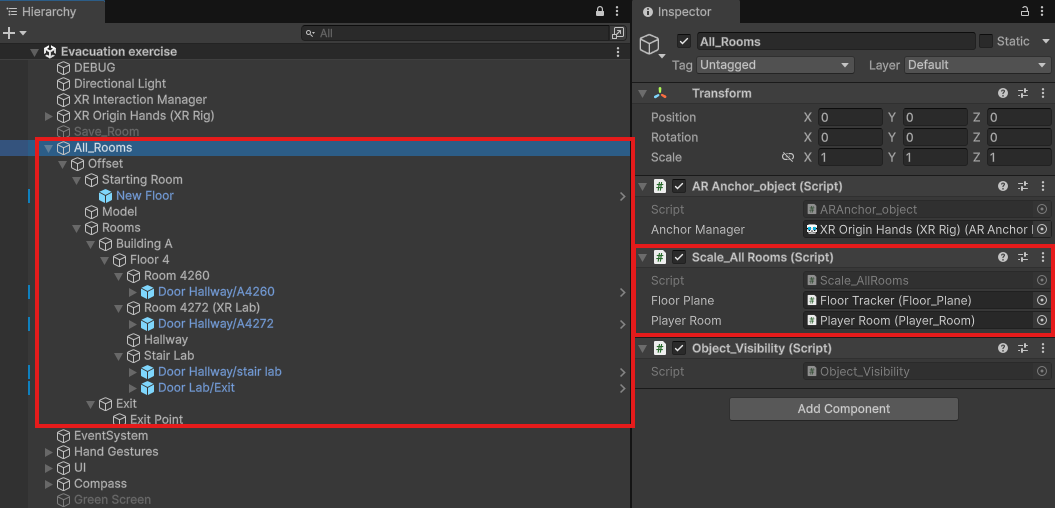 Hierarchy
All
Evacuation exercise
DEBUG
Directional Light
XR Interaction Manager
XR Origin Hands (XR Rig)
Save_Room
All_Rooms
Offset
Starting Room
New Floor
Model
Rooms
Building A
Floor 4
Room 4260
Door Hallway/A4260
Room 4272 (XR Lab)
Door Hallway/A4272
Hallway
Stair Lab
Door Hallway/stair lab
Door Lab/Exit
Exit
Exit Point
EventSystem
Hand Gestures
UI
Compass
Green Screen
Inspector
All_Rooms Static
Tag Untagged Layer Default
Transform
Position X 0 Y 0 Z 0
Rotation X 0 Y 0 Z 0
Scale X 1 Y 1 Z 1
# AR Anchor_object (Script)
Script # ARAnchor_object
Anchor Manager XR Origin Hands (XR Rig) (AR Anchor
# Scale_All Rooms (Script)
Script # Scale_AllRooms
Floor Plane # Floor Tracker (Floor_Plane)
Player Room # Player Room (Player_Room)
# Object_Visibility (Script)
Script # Object_Visibility
Add Component